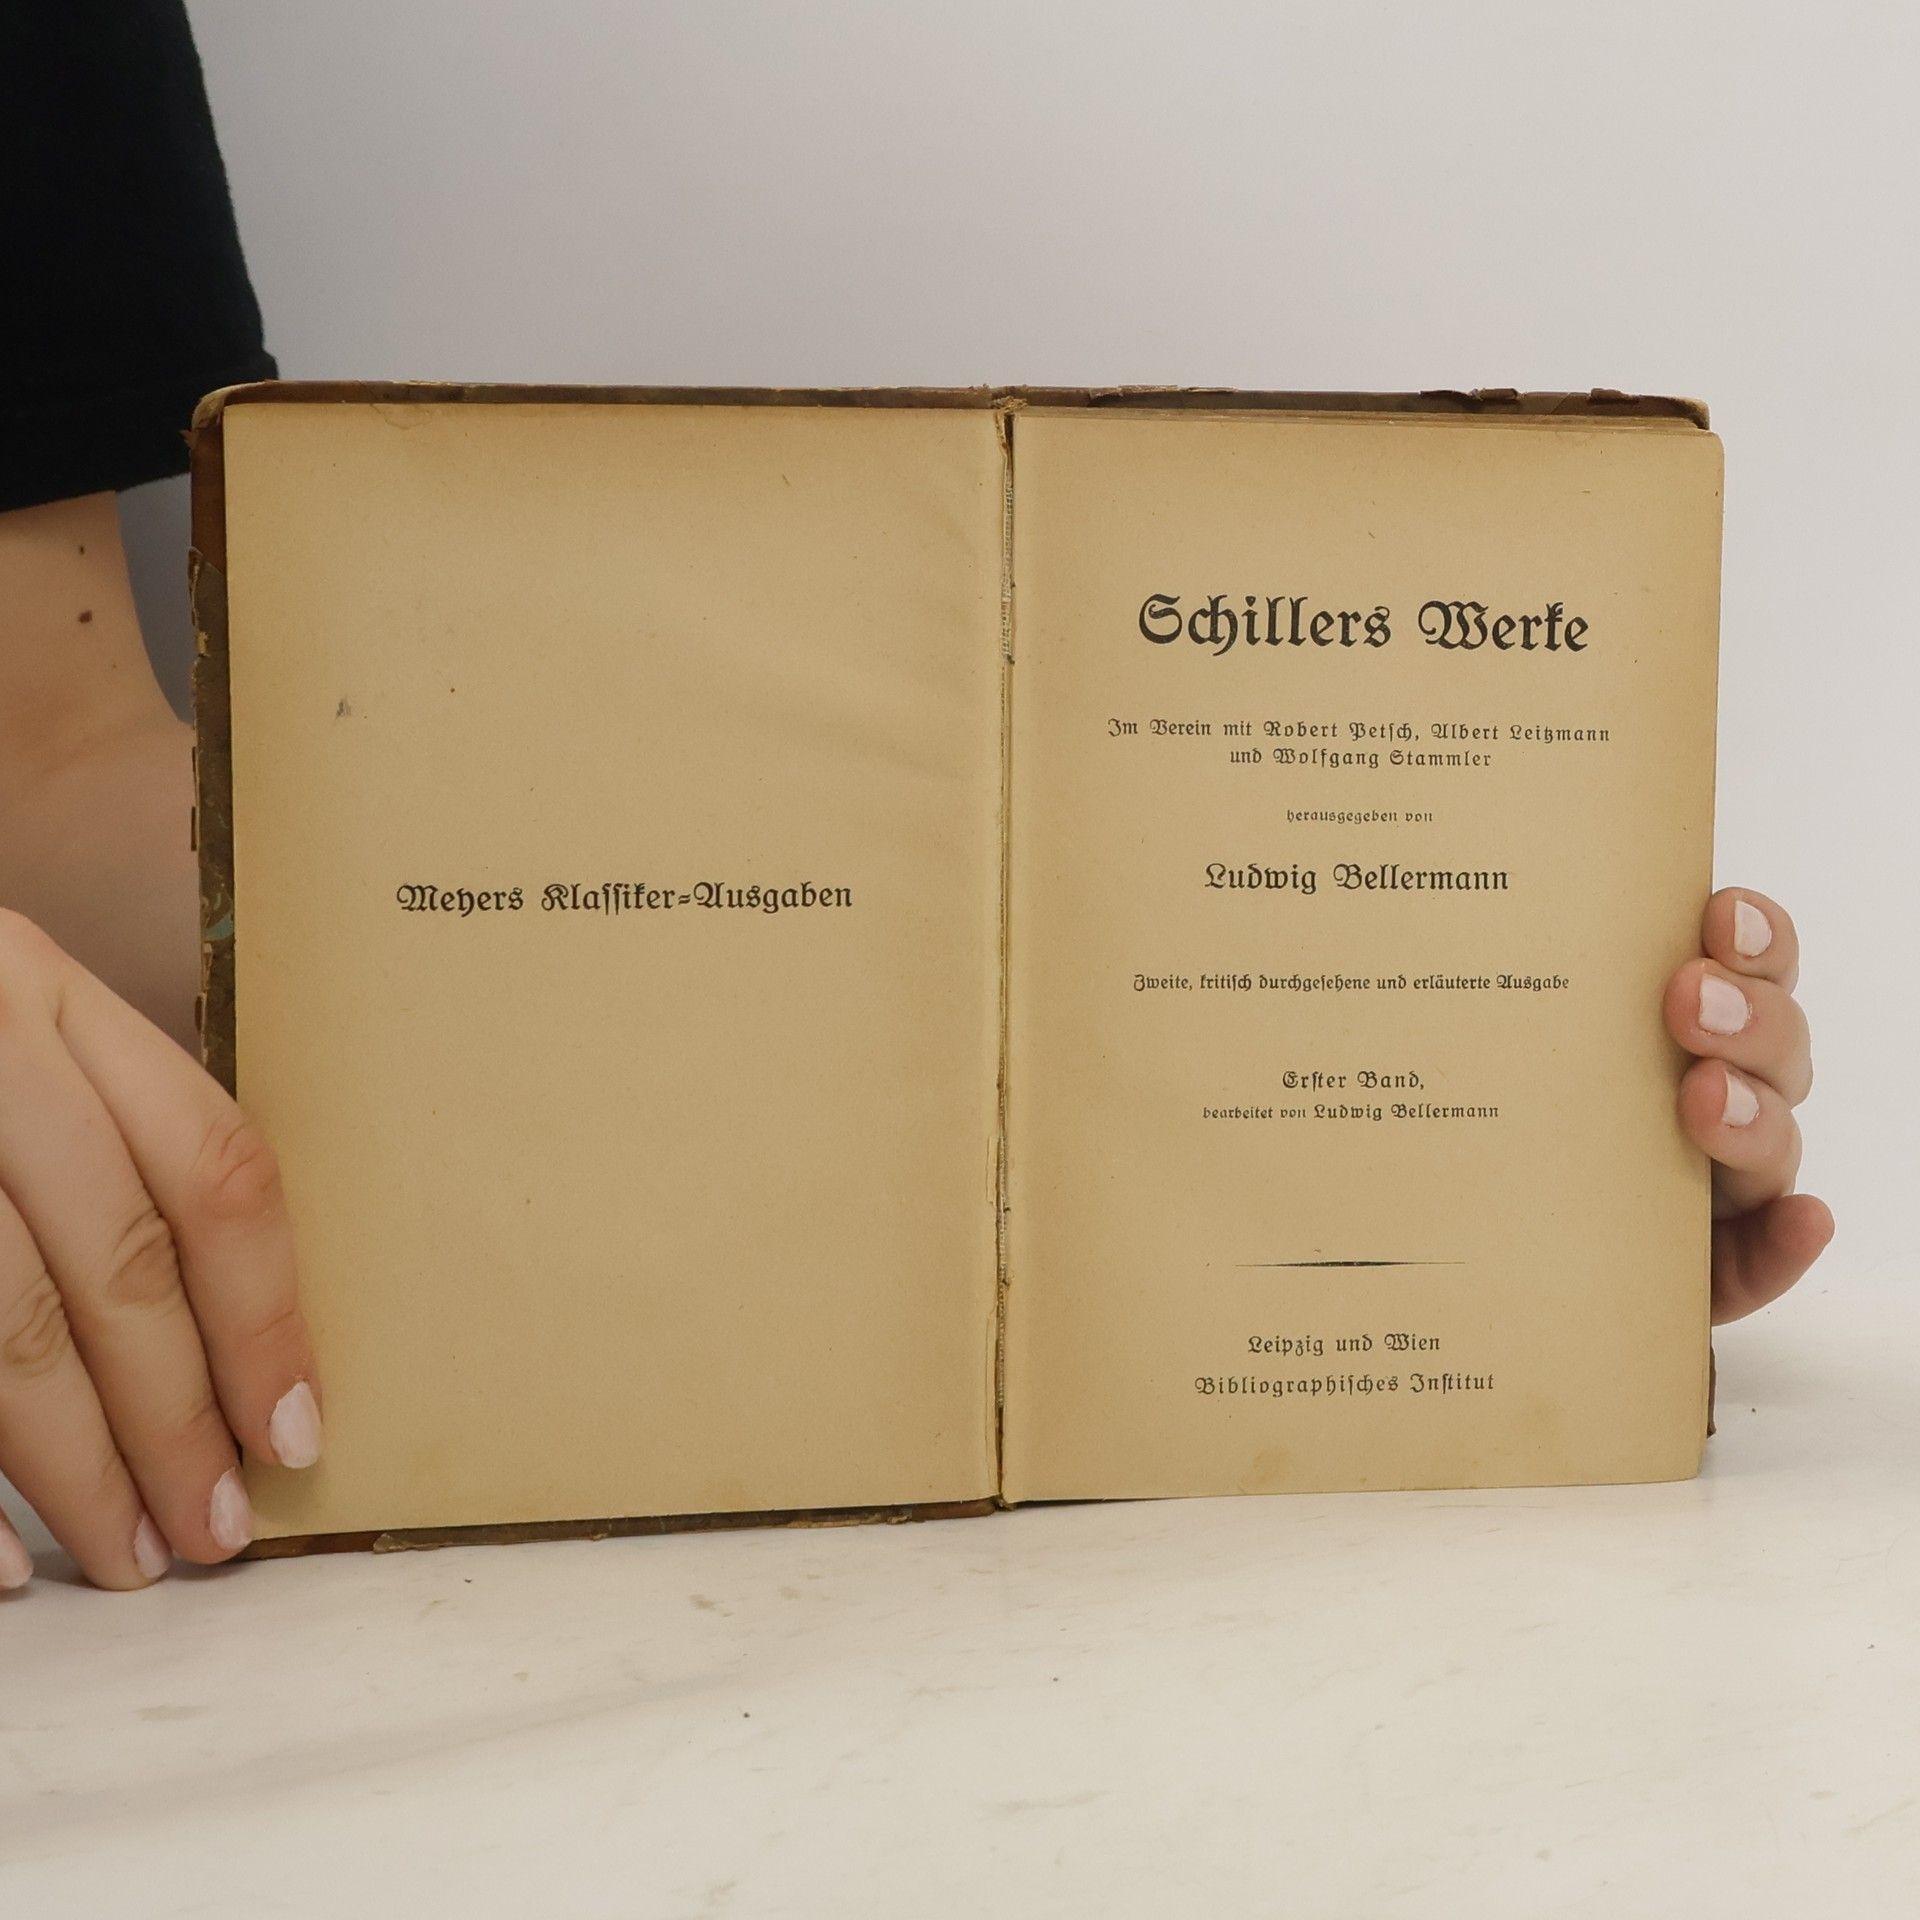 Meyers Klaſſiker-Ausgaben
Schillers Werke
Im Verein mit Robert Petſch, Albert Leitzmann
und Wolfgang Stammler
herausgegeben von
Ludwig Bellermann
Zweite, kritiſch durchgeſehene und erläuterte Ausgabe
Erſter Band,
bearbeitet von Ludwig Bellermann
Leipzig und Wien
Bibliographiſches Inſtitut